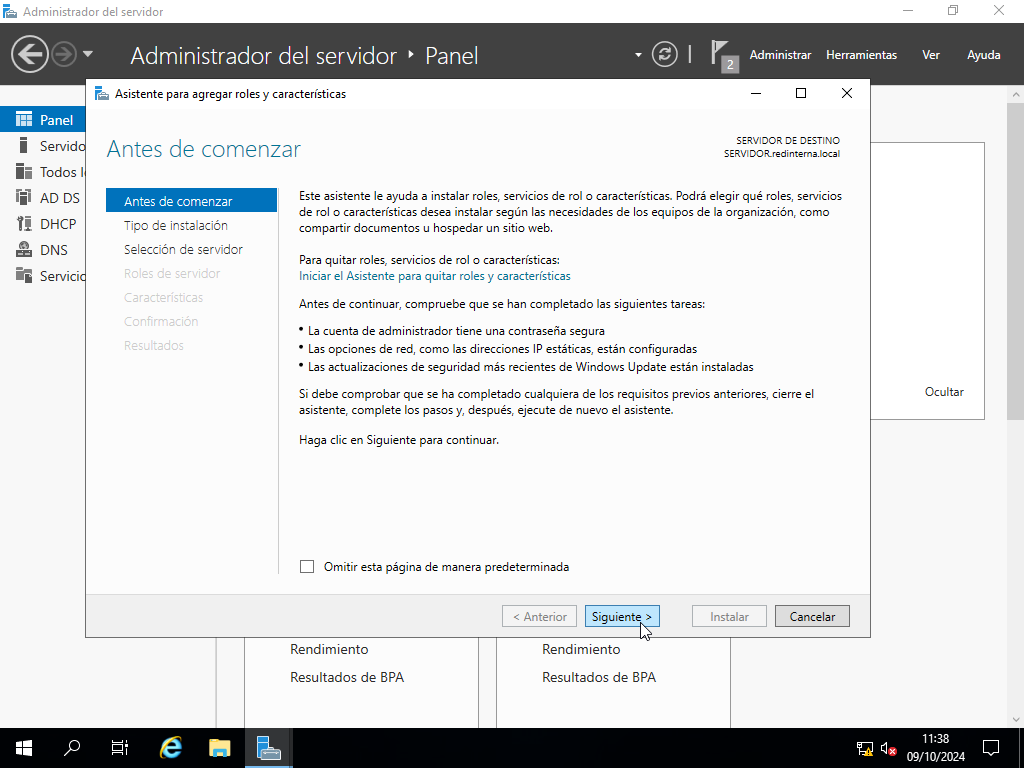 Administrador del servidor
Administrador del servidor
Panel
2
Administrar
Herramientas
Ver
Ayuda
Panel
AD DS
DHCP
DNS
Asistente para agregar roles y características
Antes de comenzar
SERVIDOR DE DESTINO
SERVIDOR.redinterna.local
Antes de comenzar
Tipo de instalación
Selección de servidor
Roles de servidor
Características
Confirmación
Resultados
Este asistente le ayuda a instalar roles, servicios de rol o características. Podrá elegir qué roles, servicios
de rol o características desea instalar según las necesidades de los equipos de la organización, como
compartir documentos u hospedar un sitio web.
Para quitar roles, servicios de rol o características:
Iniciar el Asistente para quitar roles y características
Antes de continuar, compruebe que se han completado las siguientes tareas:
• La cuenta de administrador tiene una contraseña segura
• Las opciones de red, como las direcciones IP estáticas, están configuradas
• Las actualizaciones de seguridad más recientes de Windows Update están instaladas
Si debe comprobar que se ha completado cualquiera de los requisitos previos anteriores, cierre el
asistente, complete los pasos y, después, ejecute de nuevo el asistente.
Haga clic en Siguiente para continuar.
Omitir esta página de manera predeterminada
< Anterior
Siguiente >
Instalar
Cancelar
Ocultar
Rendimiento
Resultados de BPA
Rendimiento
Resultados de BPA
11:38
09/10/2024